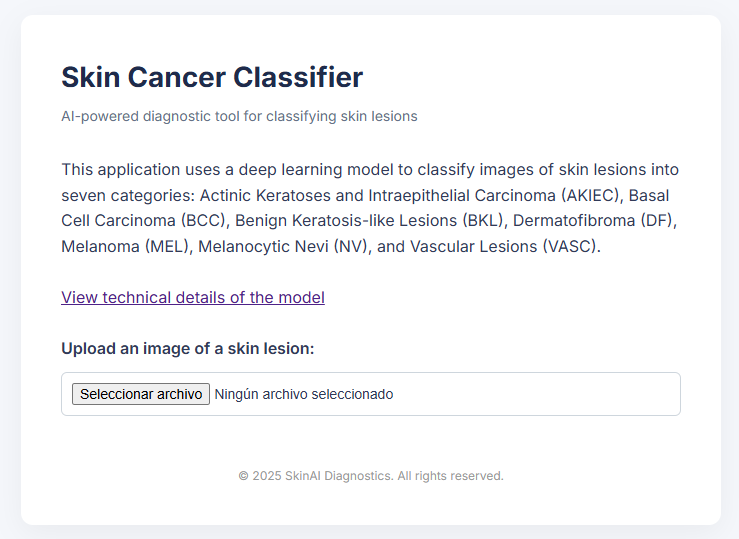 Skin Cancer Classifier
AI-powered diagnostic tool for classifying skin lesions
This application uses a deep learning model to classify images of skin lesions into
seven categories: Actinic Keratoses and Intraepithelial Carcinoma (AKIEC), Basal
Cell Carcinoma (BCC), Benign Keratosis-like Lesions (BKL), Dermatofibroma (DF),
Melanoma (MEL), Melanocytic Nevi (NV), and Vascular Lesions (VASC).
View technical details of the model
Upload an image of a skin lesion:
Seleccionar archivo Ningún archivo seleccionado
© 2025 SkinAI Diagnostics. All rights reserved.